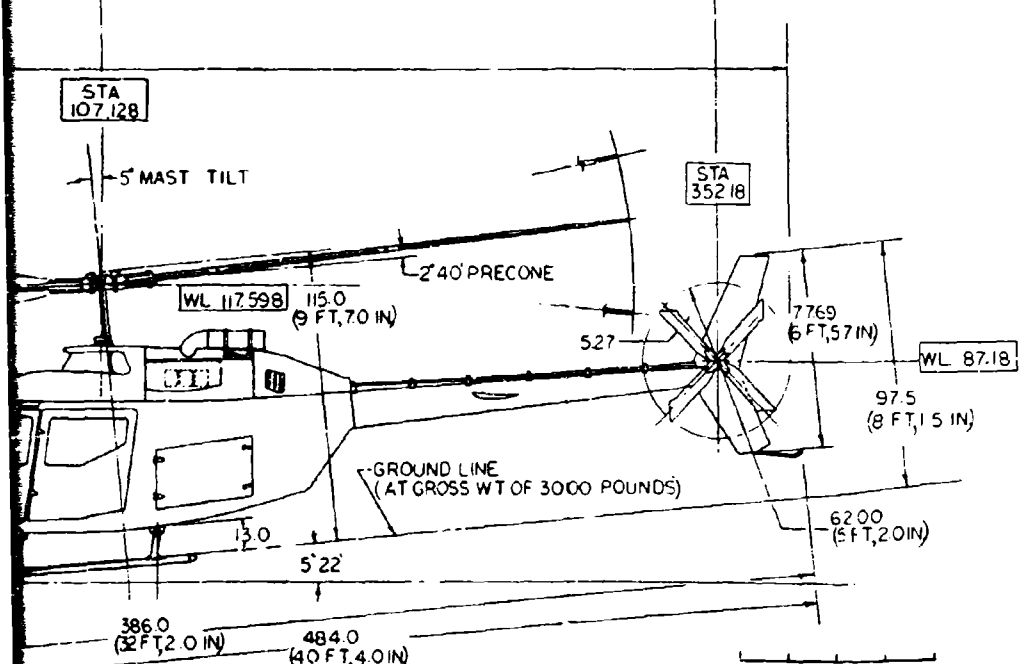 STA
107.128
5° MAST TILT
STA
352.18
2°40' PRECONE
WL 117.598
115.0
(9 FT, 7.0 IN)
77.69
(6 FT, 5.7 IN)
5.27
WL 87.18
97.5
(8 FT, 1.5 IN)
GROUND LINE
(AT GROSS WT OF 3000 POUNDS)
62.00
(5 FT, 2.0 IN)
13.0
5°22'
386.0
(32 FT, 2.0 IN)
484.0
(40 FT, 4.0 IN)